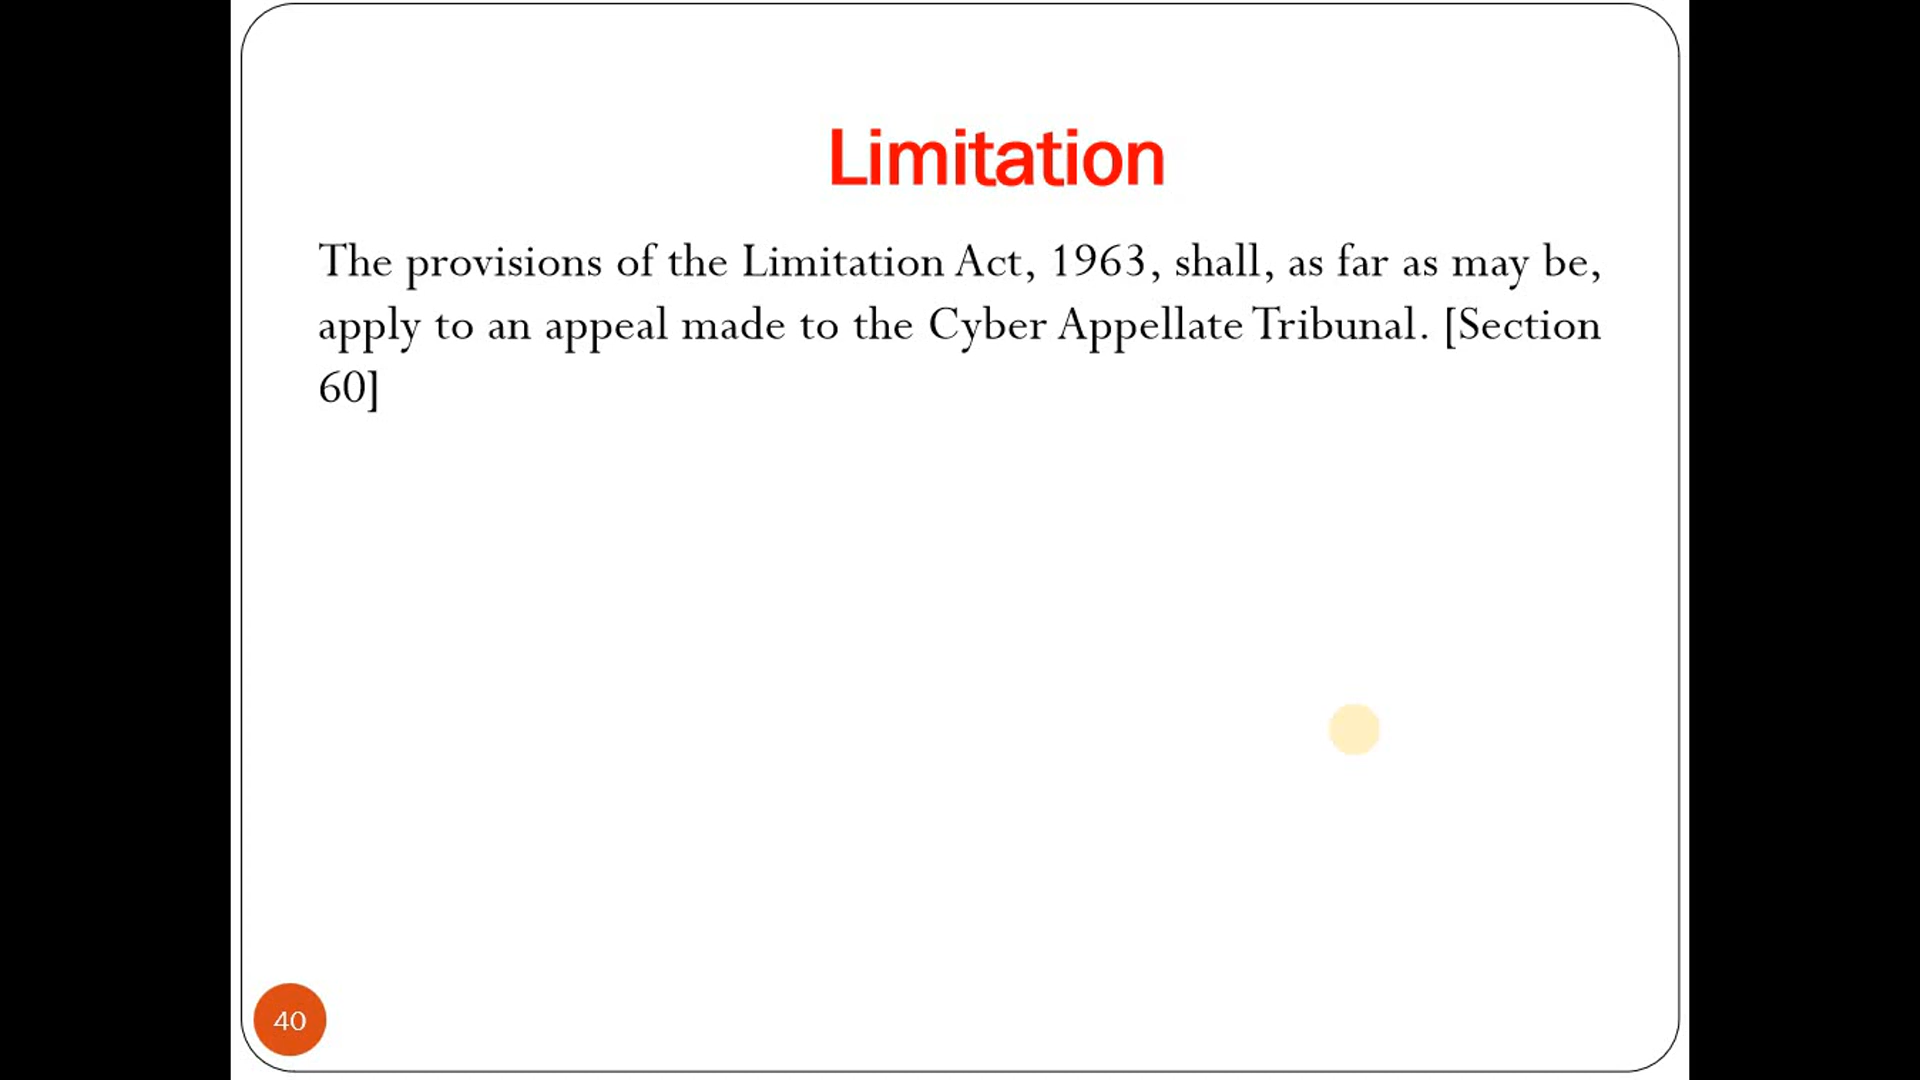 Limitation
The provisions of the Limitation Act, 1963, shall, as far as may be,
apply to an appeal made to the Cyber Appellate Tribunal. [Section
60]
40